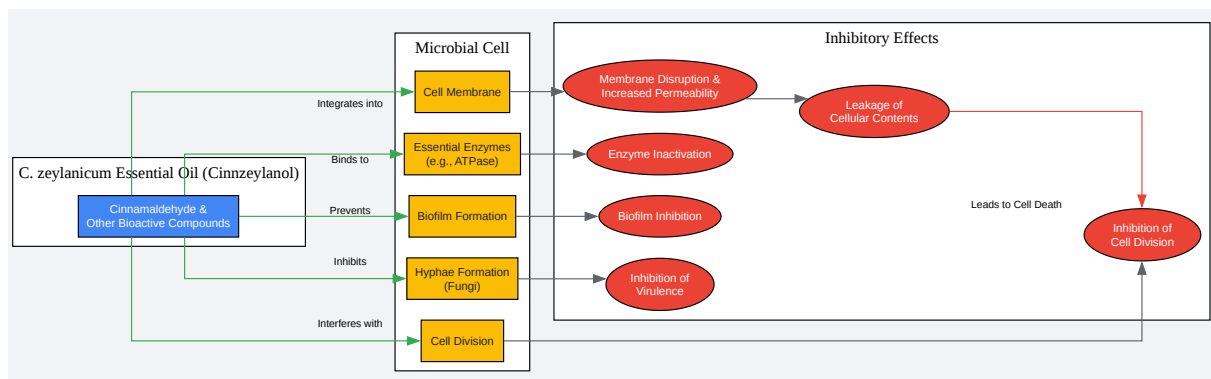 Microbial Cell
Inhibitory Effects
Cell Membrane
Membrane Disruption &
Increased Permeability
Leakage of
Cellular Contents
Integrates into
Essential Enzymes
(e.g., ATPase)
Enzyme Inactivation
Binds to
C. zeylanicum Essential Oil (Cinnzeylanol)
Cinnamaldehyde &
Other Bioactive Compounds
Prevents
Biofilm Formation
Biofilm Inhibition
Leads to Cell Death
Inhibition of
Cell Division
Inhibits
Hyphae Formation
(Fungi)
Inhibition of
Virulence
Interferes with
Cell Division